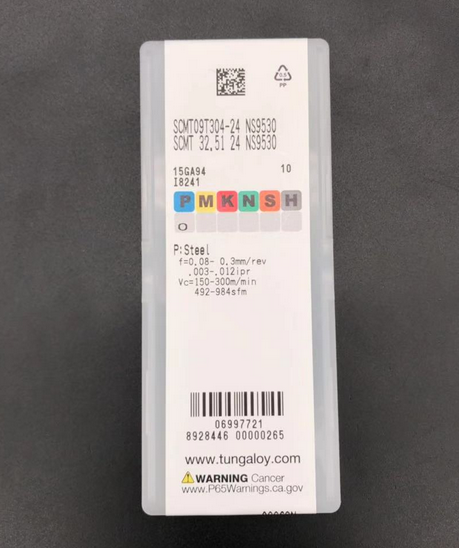 0.5
PP
SCMT09T304-24 NS9530
SCMT 32,51 24 NS9530
15GA94 10
I8241
P M K N S H
O
P:Steel
f=0.08- 0.3mm/rev
.003-.012ipr
Vc=150-300m/min
492-984sfm
06997721
8928446 00000265
www.tungaloy.com
WARNING Cancer
www.P65Warnings.ca.gov